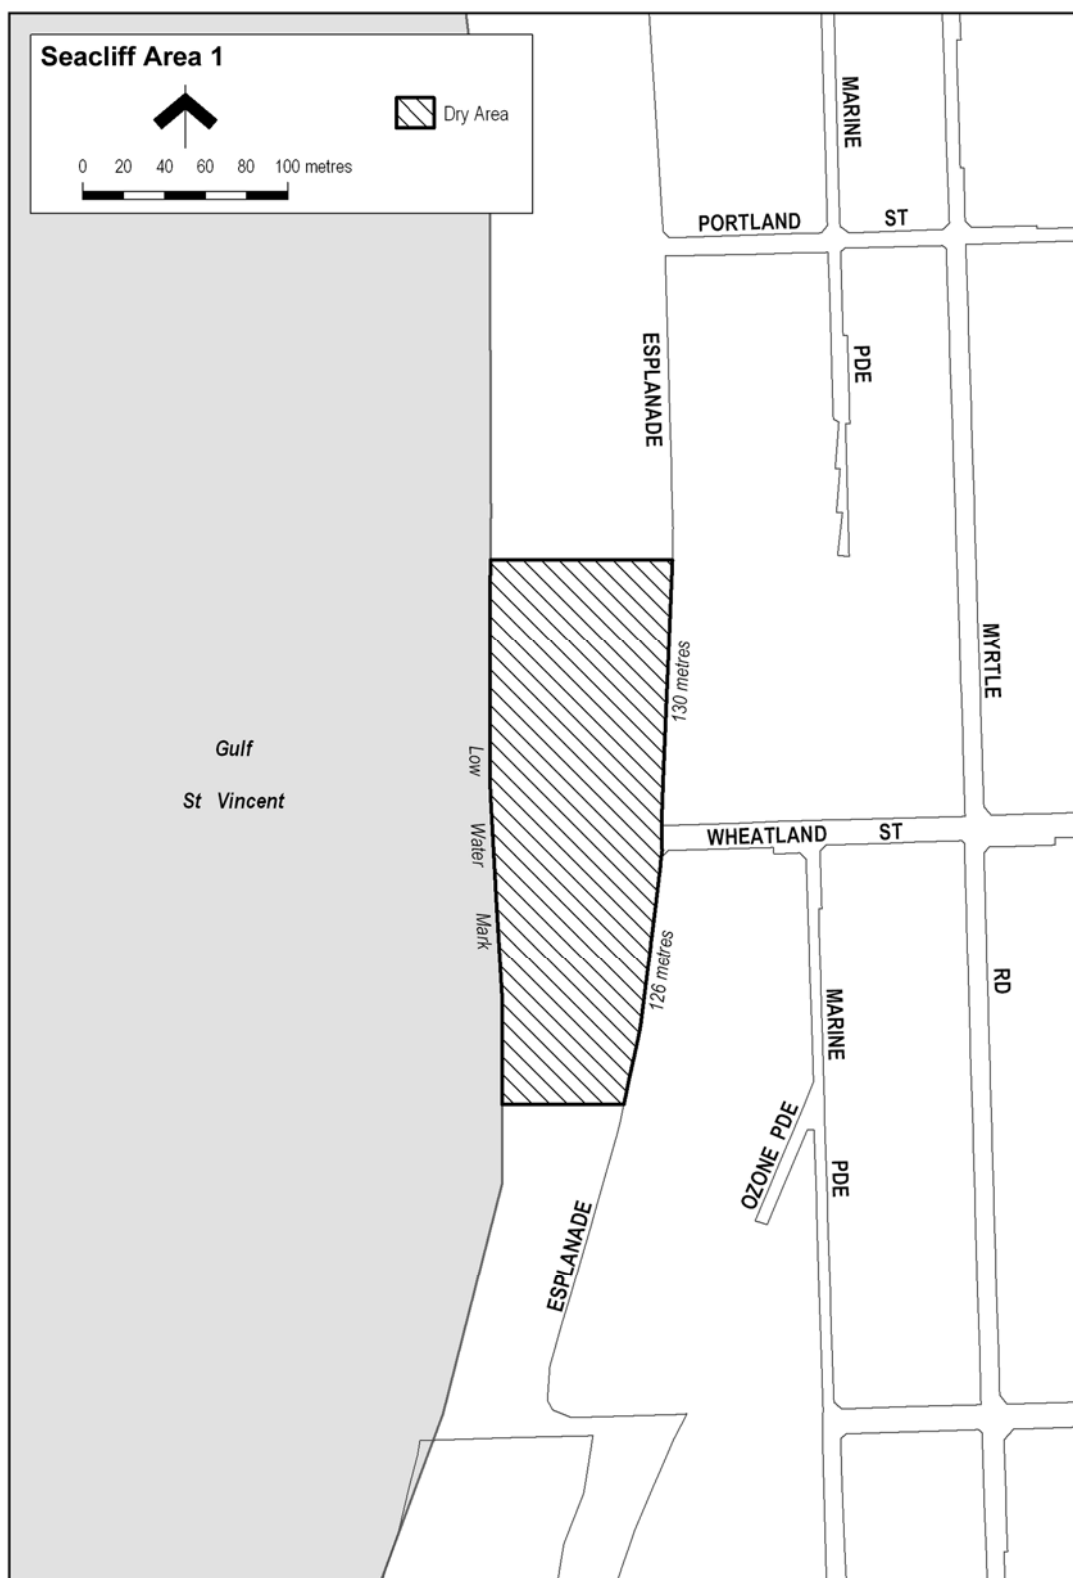 Seacliff Area 1
Dry Area
0 20 40 60 80 100 metres
MARINE
PORTLAND ST
ESPLANADE
PDE
MYRTLE
130 metres
Gulf
St Vincent
Low
Water
Mark
WHEATLAND ST
126 metres
RD
MARINE
OZONE PDE
PDE
ESPLANADE